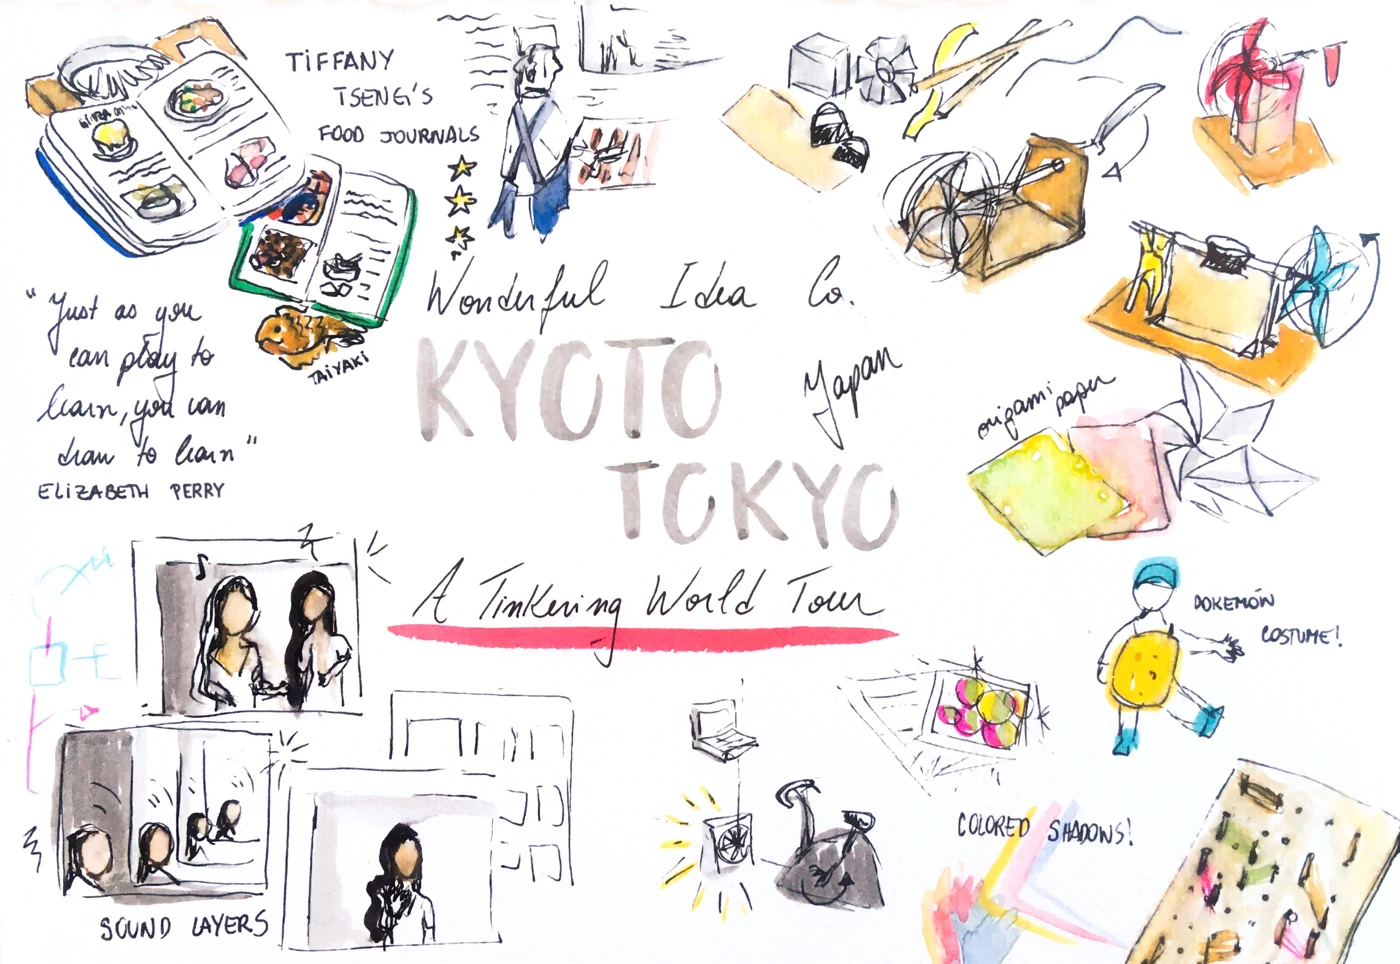 TIFFANY
TSENG'S
FOOD JOURNALS
TAIYAKI
"Just as you
can play to
learn, you can
draw to learn"
ELIZABETH PERRY
Wonderful Idea Co.
KYOTO
Japan
TOKYO
A Tinkering World Tour
origami paper
POKEMÓN
COSTUME!
SOUND LAYERS
COLORED SHADOWS!